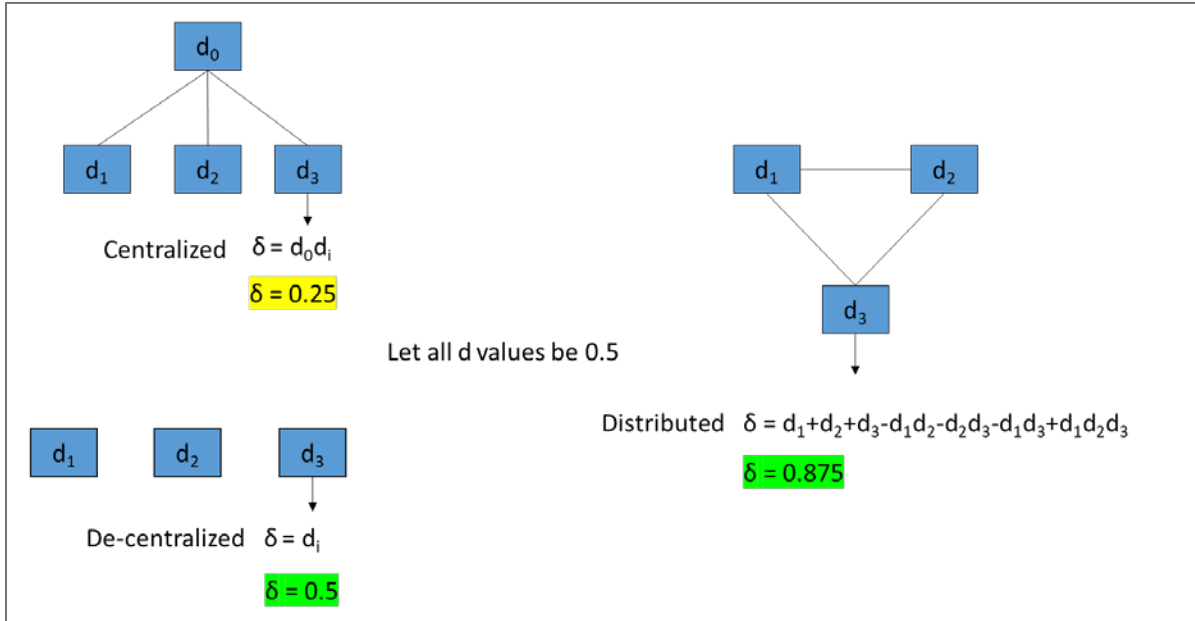 d₀
d₁ d₂ d₃
Centralized δ = d₀dᵢ
δ = 0.25
d₁ d₂
d₃
Let all d values be 0.5
Distributed δ = d₁+d₂+d₃-d₁d₂-d₂d₃-d₁d₃+d₁d₂d₃
δ = 0.875
d₁ d₂ d₃
De-centralized δ = dᵢ
δ = 0.5